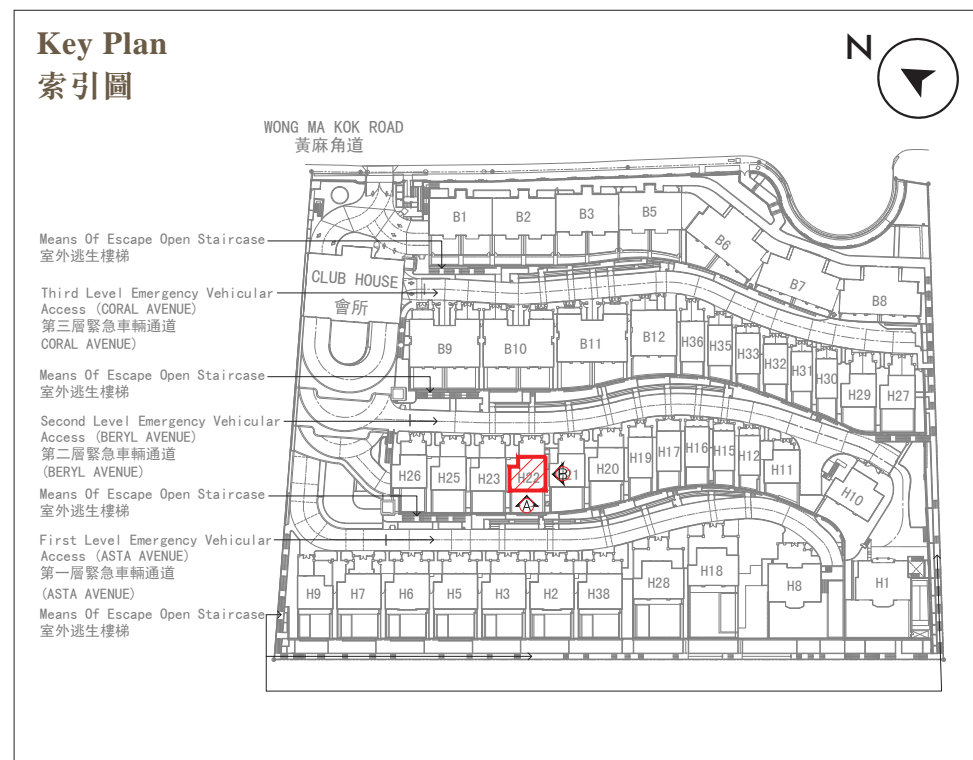 Key Plan
索引圖
N
WONG MA KOK ROAD
黃麻角道
Means Of Escape Open Staircase
室外逃生樓梯
CLUB HOUSE
會所
Third Level Emergency Vehicular
Access (CORAL AVENUE)
第三層緊急車輛通道
CORAL AVENUE)
Means Of Escape Open Staircase
室外逃生樓梯
Second Level Emergency Vehicular
Access (BERYL AVENUE)
第二層緊急車輛通道
(BERYL AVENUE)
Means Of Escape Open Staircase
室外逃生樓梯
First Level Emergency Vehicular
Access (ASTA AVENUE)
第一層緊急車輛通道
(ASTA AVENUE)
Means Of Escape Open Staircase
室外逃生樓梯
B1 B2 B3 B5 B6 B7 B8
B9 B10 B11 B12 H36 H35 H33 H32 H31 H30 H29 H27
H26 H25 H23 H22 B 21 H20 H19 H17 H16 H15 H12 H11 H10
A
H9 H7 H6 H5 H3 H2 H38 H28 H18 H8 H1